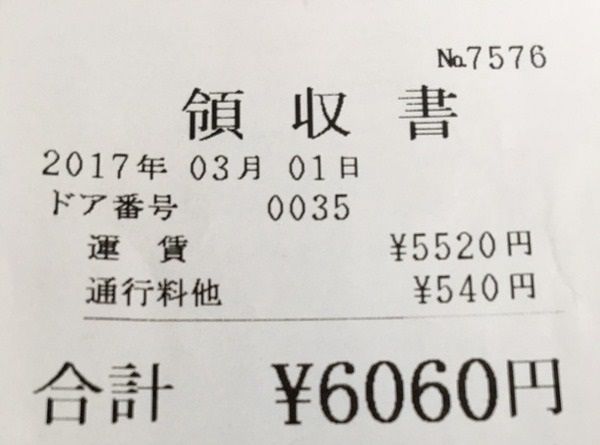 No.7576
領収書
2017年 03月 01日
ドア番号 0035
運賃 ¥5520円
通行料他 ¥540円
合計 ¥6060円